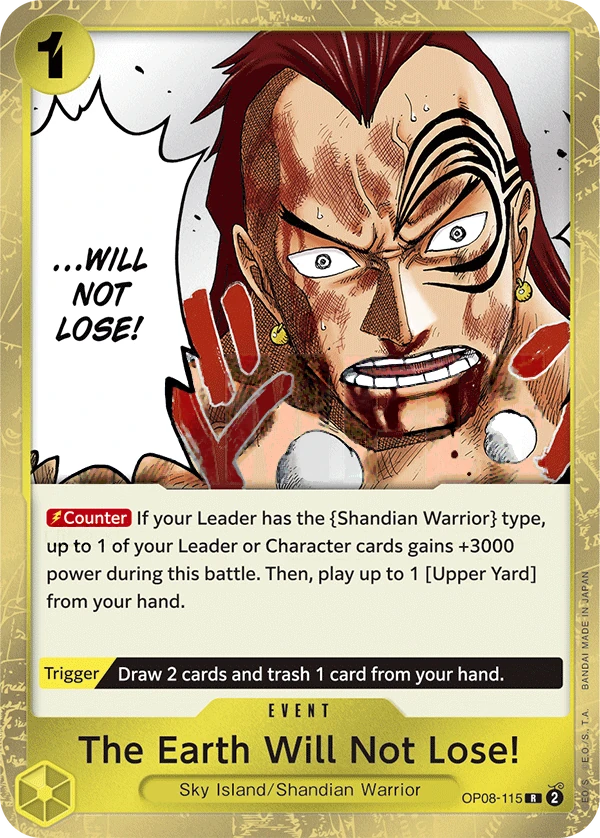 1
...WILL
NOT
LOSE!
Counter If your Leader has the {Shandian Warrior} type,
up to 1 of your Leader or Character cards gains +3000
power during this battle. Then, play up to 1 [Upper Yard]
from your hand.
Trigger Draw 2 cards and trash 1 card from your hand.
EVENT
The Earth Will Not Lose!
Sky Island/Shandian Warrior
OP08-115 R 2
BANDAI MADE IN JAPAN